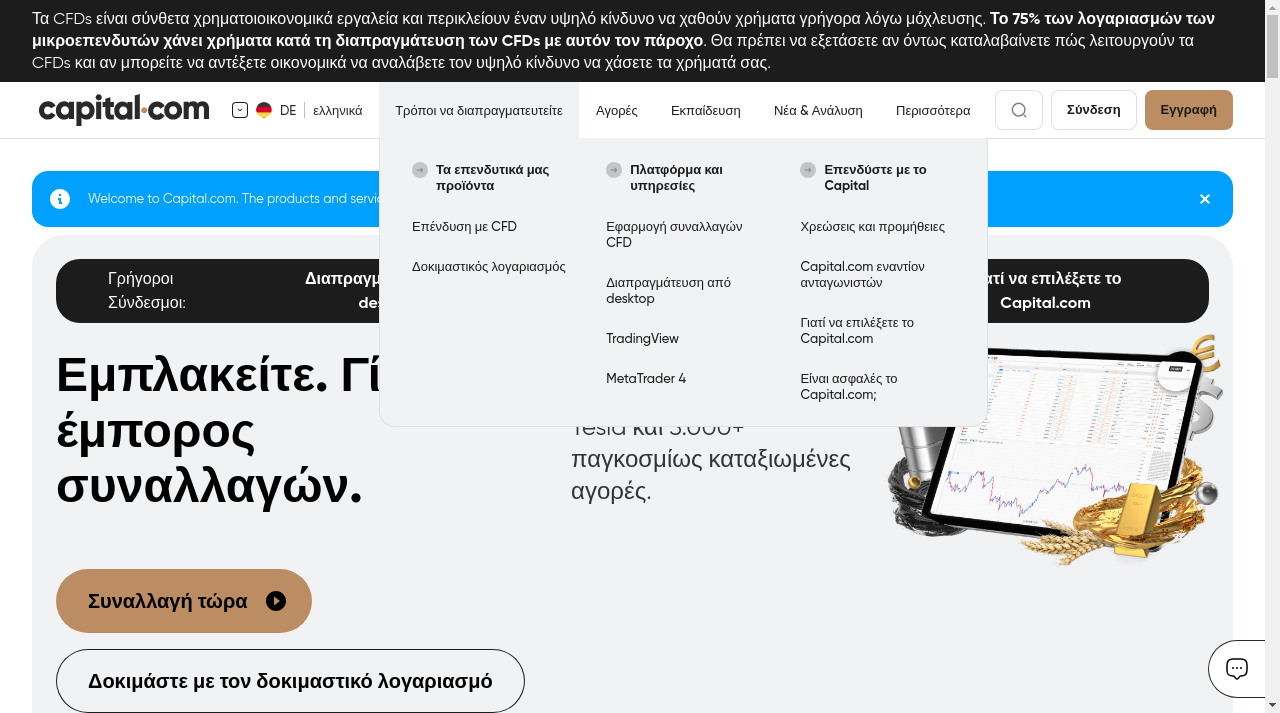 Τα CFDs είναι σύνθετα χρηματοοικονομικά εργαλεία και περικλείουν έναν υψηλό κίνδυνο να χαθούν χρήματα γρήγορα λόγω μόχλευσης. Το 75% των λογαριασμών των
μικροεπενδυτών χάνει χρήματα κατά τη διαπραγμάτευση των CFDs με αυτόν τον πάροχο. Θα πρέπει να εξετάσετε αν όντως καταλαβαίνετε πώς λειτουργούν τα
CFDs και αν μπορείτε να αντέξετε οικονομικά να αναλάβετε τον υψηλό κίνδυνο να χάσετε τα χρήματά σας.
capital.com
DE
ελληνικά
Τρόποι να διαπραγματευτείτε
Αγορές
Εκπαίδευση
Νέα & Ανάλυση
Περισσότερα
Σύνδεση
Εγγραφή
Τα επενδυτικά μας
προϊόντα
Επένδυση με CFD
Δοκιμαστικός λογαριασμός
Πλατφόρμα και
υπηρεσίες
Εφαρμογή συναλλαγών
CFD
Διαπραγμάτευση από
desktop
TradingView
MetaTrader 4
Επενδύστε με το
Capital
Χρεώσεις και προμήθειες
Capital.com εναντίον
ανταγωνιστών
Γιατί να επιλέξετε το
Capital.com
Είναι ασφαλές το
Capital.com;
Welcome to Capital.com. The products and servic
Γρήγοροι
Σύνδεσμοι:
Διαπραγμ
des
ατί να επιλέξετε το
Capital.com
Εμπλακείτε. Γί
έμπορος
συναλλαγών.
Tesla και 3.000+
παγκοσμίως καταξιωμένες
αγορές.
Συναλλαγή τώρα
Δοκιμάστε με τον δοκιμαστικό λογαριασμό